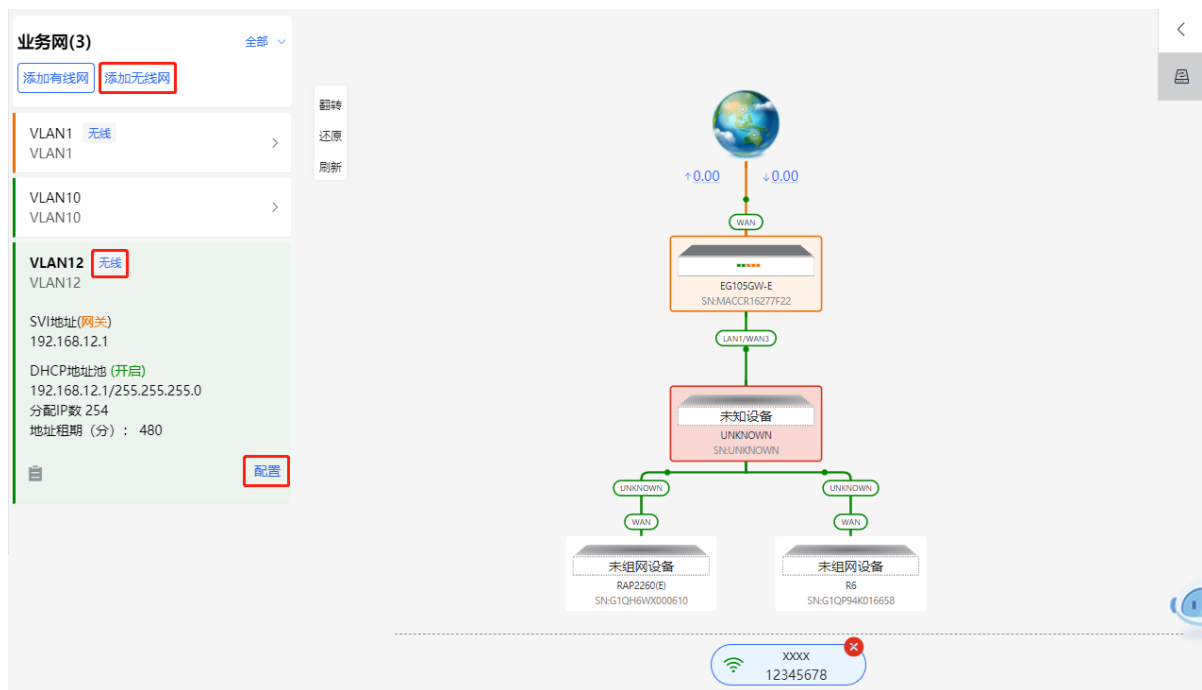 业务网(3)
全部
添加有线网
添加无线网
VLAN1 无线
VLAN1
VLAN10
VLAN10
VLAN12 无线
VLAN12
SVI地址(网关)
192.168.12.1
DHCP地址池 (开启)
192.168.12.1/255.255.255.0
分配IP数 254
地址租期（分）： 480
配置
翻转
还原
刷新
↑0.00 ↓0.00
WAN
EG105GW-E
SN:MACCR16277F22
LAN1/WAN3
未知设备
UNKNOWN
SN:UNKNOWN
UNKNOWN
UNKNOWN
WAN
WAN
未组网设备
RAP2260(E)
SN:G1QH6WX000610
未组网设备
R6
SN:G1QP94K016658
xxxx
12345678